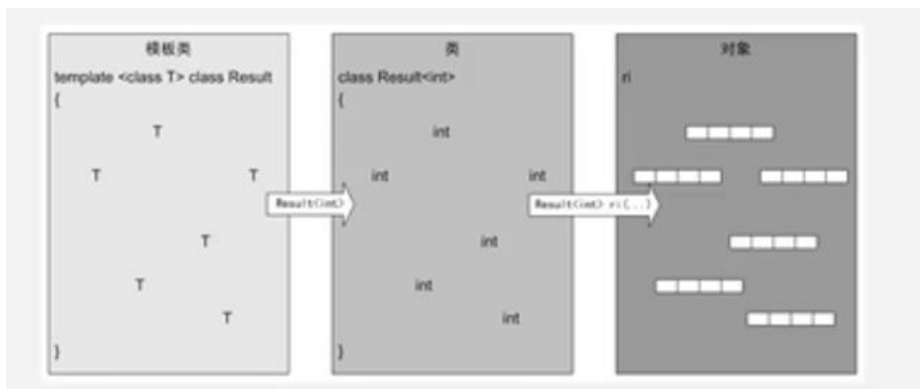 模板类
template <class T> class Result
{
T
T T
T
T
T
}
Result<int>
类
class Result<int>
{
int
int int
int
int
int
}
Result<int> ri(...)
对象
ri